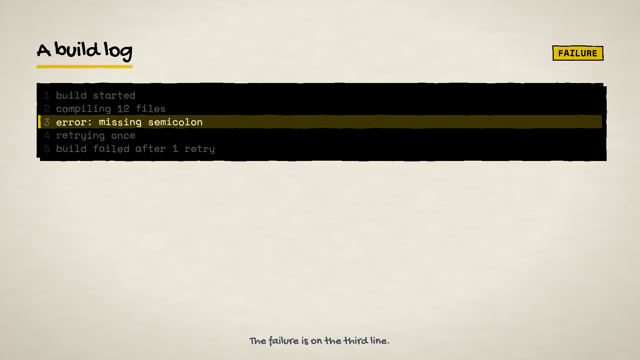 A build log
FAILURE
1 build started
2 compiling 12 files
3 error: missing semicolon
4 retrying once
5 build failed after 1 retry
The failure is on the third line.